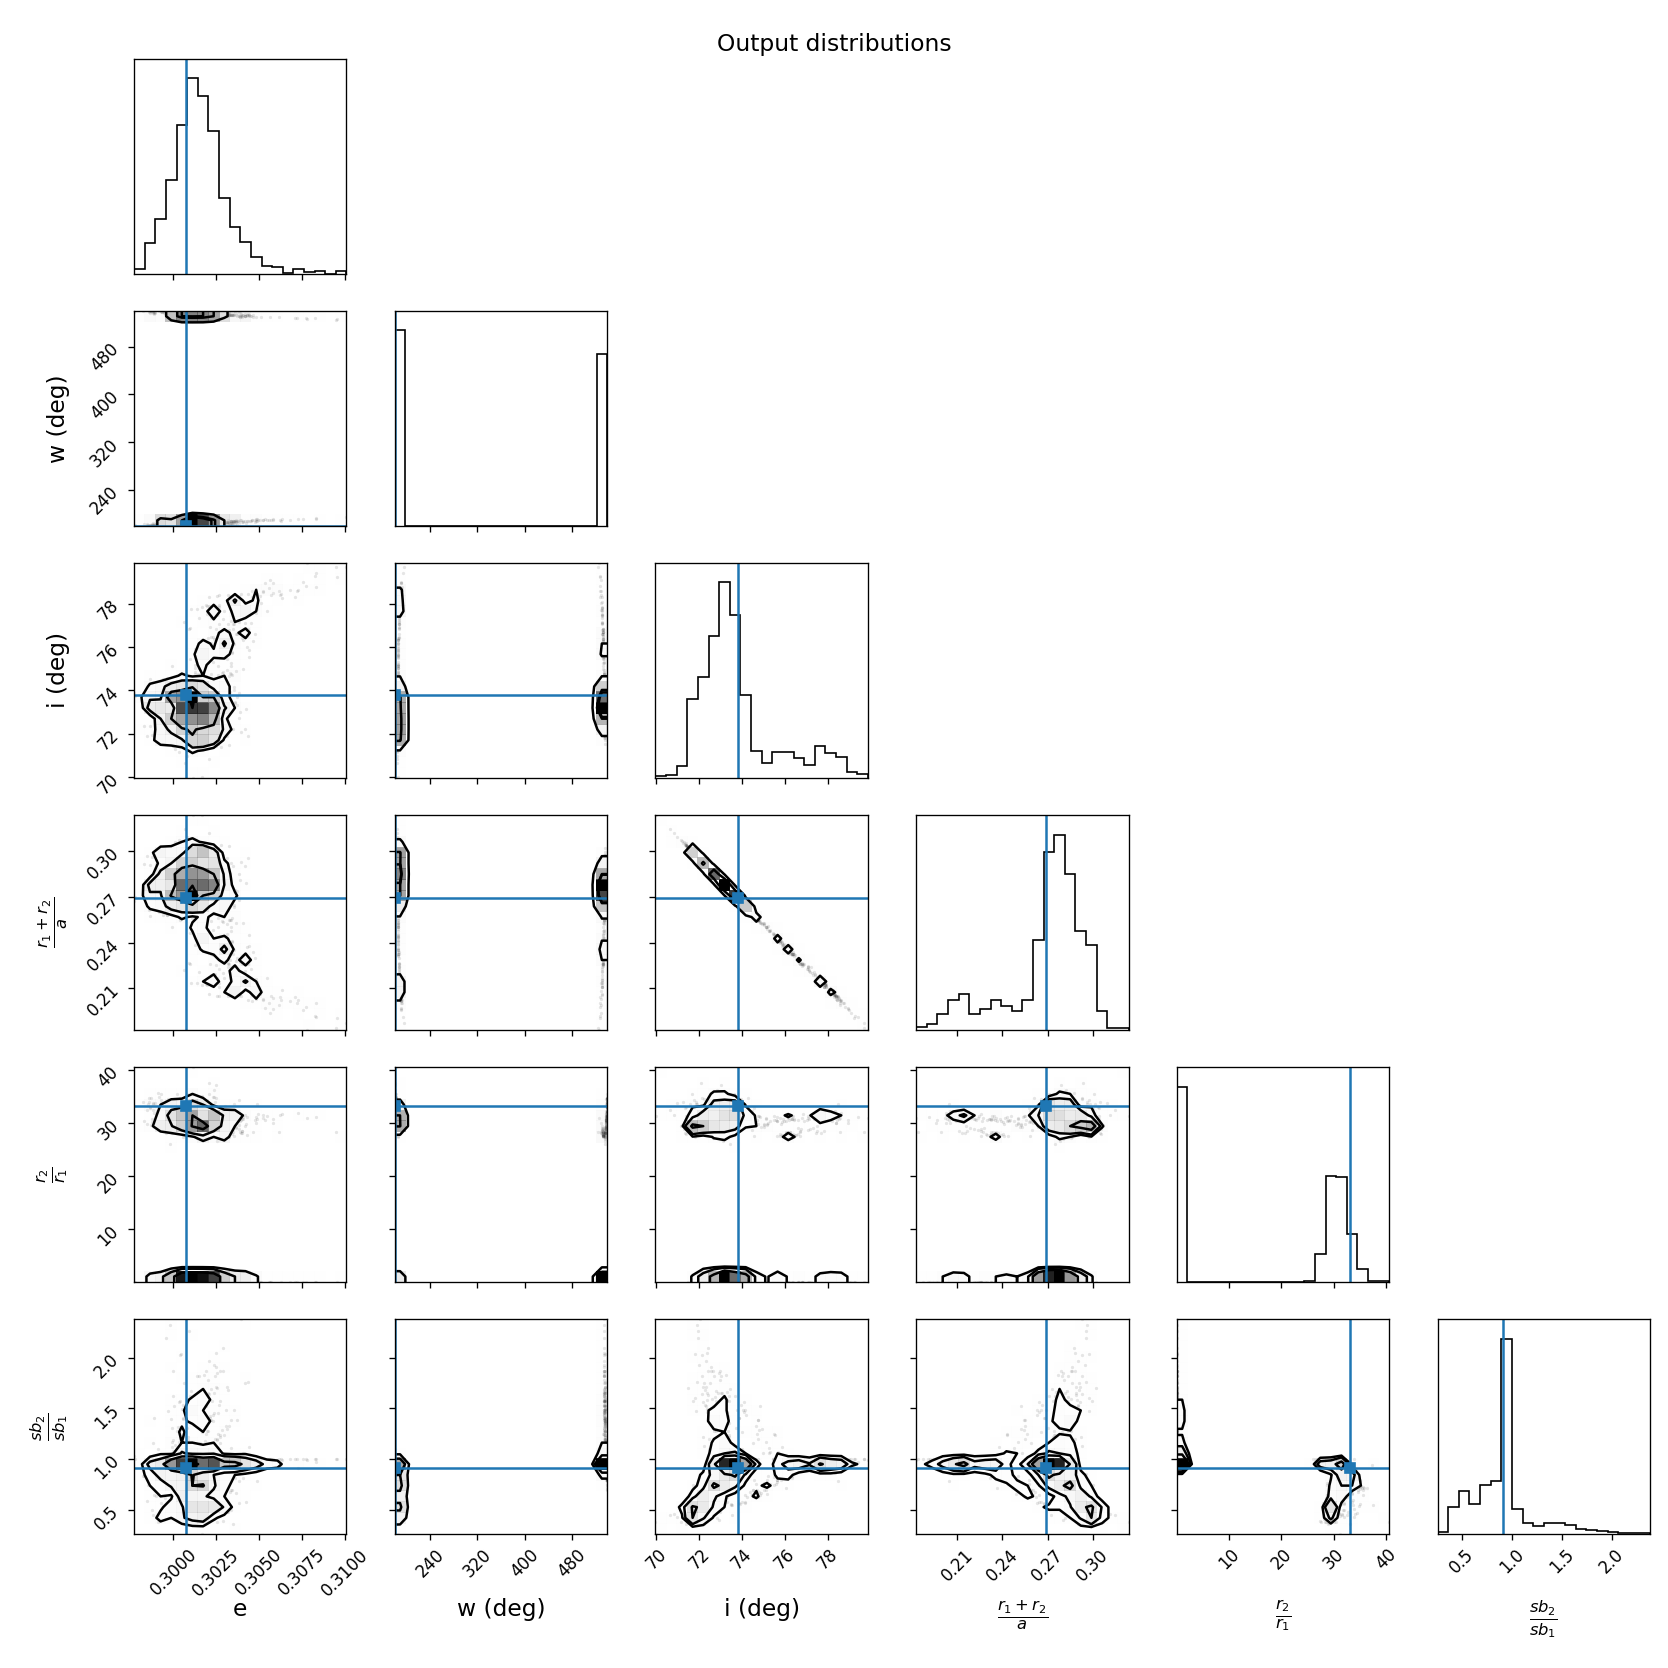 Output distributions
w (deg)
480
400
320
240
i (deg)
78
76
74
72
70
r₁ + r₂
a
0.30
0.27
0.24
0.21
r₂
r₁
40
30
20
10
sb₂
sb₁
2.0
1.5
1.0
0.5
0.3000 0.3025 0.3050 0.3075 0.3100 240 320 400 480 70 72 74 76 78 0.21 0.24 0.27 0.30 10 20 30 40 0.5 1.0 1.5 2.0
e w (deg) i (deg) r₁ + r₂ r₂ sb₂
a r₁ sb₁